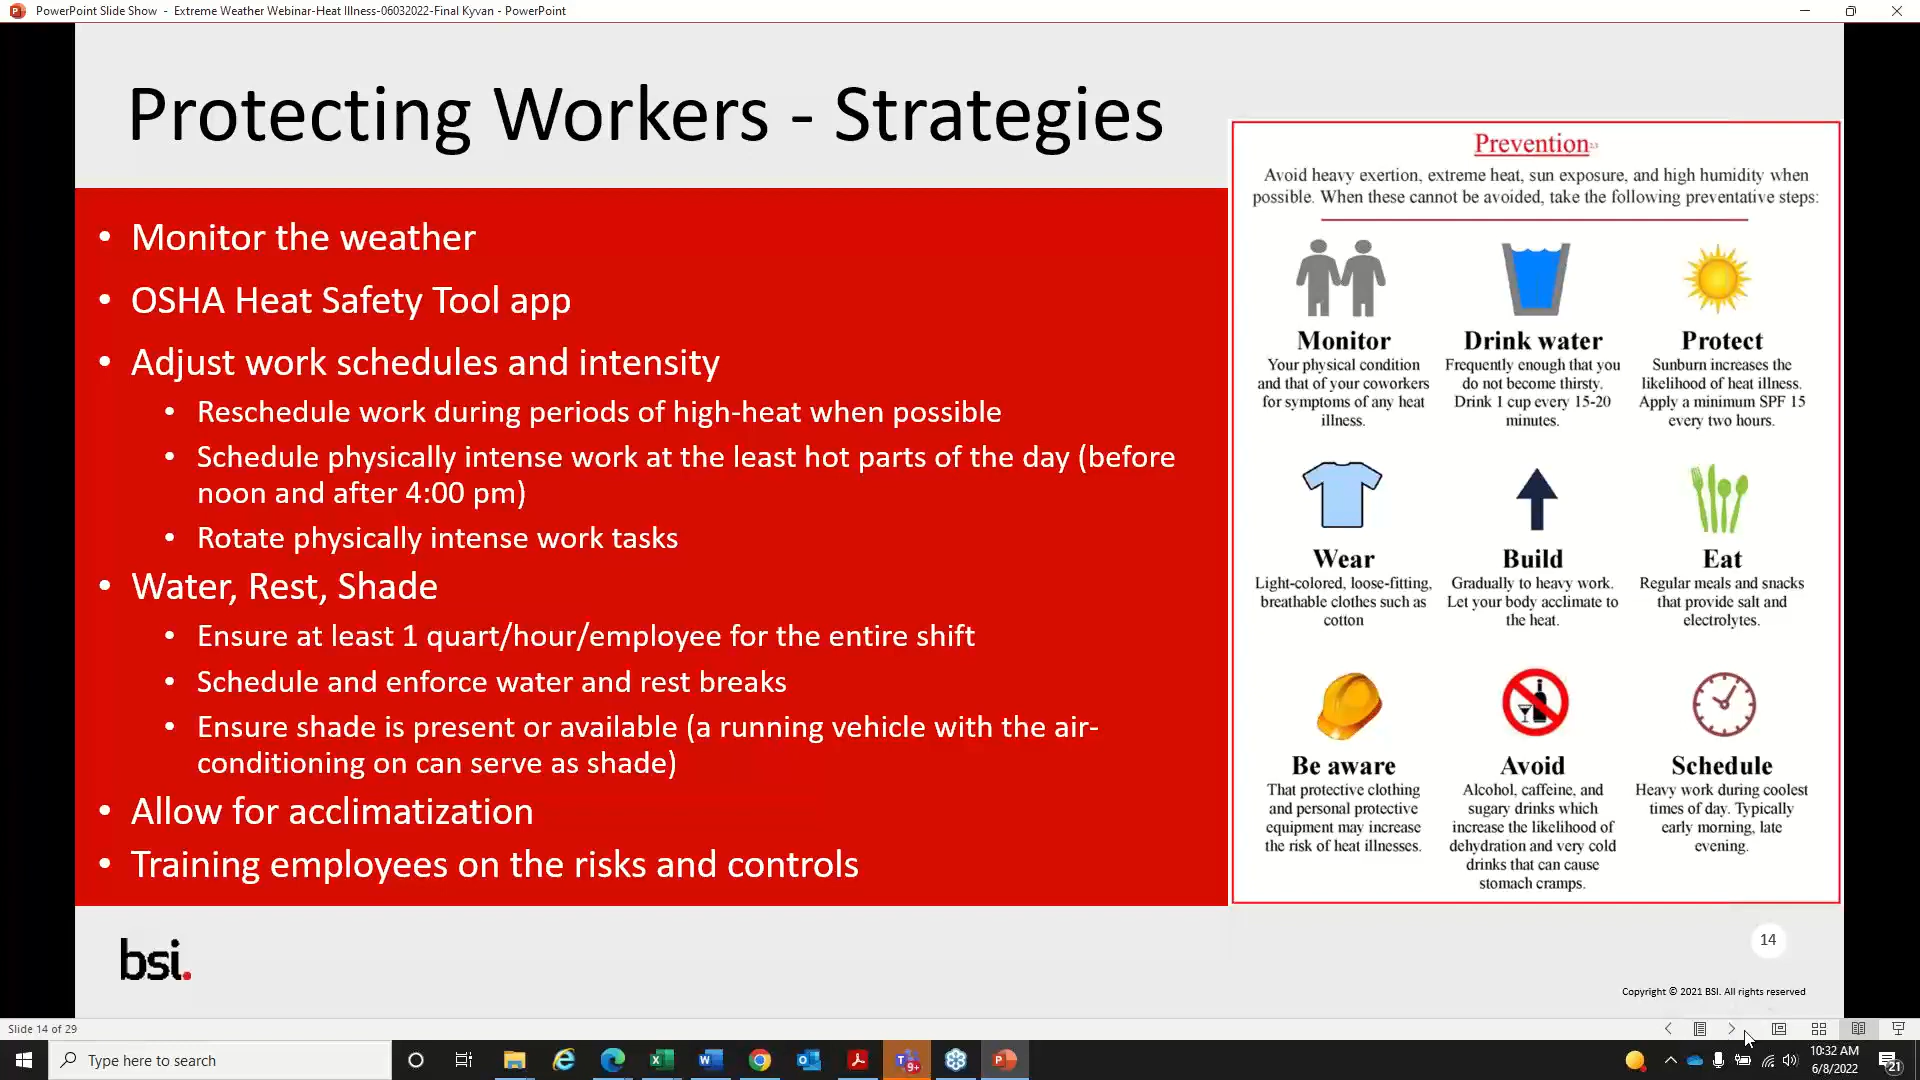 PowerPoint Slide Show - Extreme Weather Webinar-Heat Illness-06032022-Final Kyvan - PowerPoint
Protecting Workers - Strategies
• Monitor the weather
• OSHA Heat Safety Tool app
• Adjust work schedules and intensity
• Reschedule work during periods of high-heat when possible
• Schedule physically intense work at the least hot parts of the day (before
noon and after 4:00 pm)
• Rotate physically intense work tasks
• Water, Rest, Shade
• Ensure at least 1 quart/hour/employee for the entire shift
• Schedule and enforce water and rest breaks
• Ensure shade is present or available (a running vehicle with the air-
conditioning on can serve as shade)
• Allow for acclimatization
• Training employees on the risks and controls
Prevention
Avoid heavy exertion, extreme heat, sun exposure, and high humidity when
possible. When these cannot be avoided, take the following preventative steps:
Monitor
Your physical condition
and that of your coworkers
for symptoms of any heat
illness.
Drink water
Frequently enough that you
do not become thirsty.
Drink 1 cup every 15-20
minutes.
Protect
Sunburn increases the
likelihood of heat illness.
Apply a minimum SPF 15
every two hours.
Wear
Light-colored, loose-fitting,
breathable clothes such as
cotton
Build
Gradually to heavy work.
Let your body acclimate to
the heat.
Eat
Regular meals and snacks
that provide salt and
electrolytes.
Be aware
That protective clothing
and personal protective
equipment may increase
the risk of heat illnesses.
Avoid
Alcohol, caffeine, and
sugary drinks which
increase the likelihood of
dehydration and very cold
drinks that can cause
stomach cramps.
Schedule
Heavy work during coolest
times of day. Typically
early morning, late
evening.
bsi.
14
Copyright © 2021 BSI. All rights reserved
Slide 14 of 29
Type here to search
9+
10:32 AM
6/8/2022
21